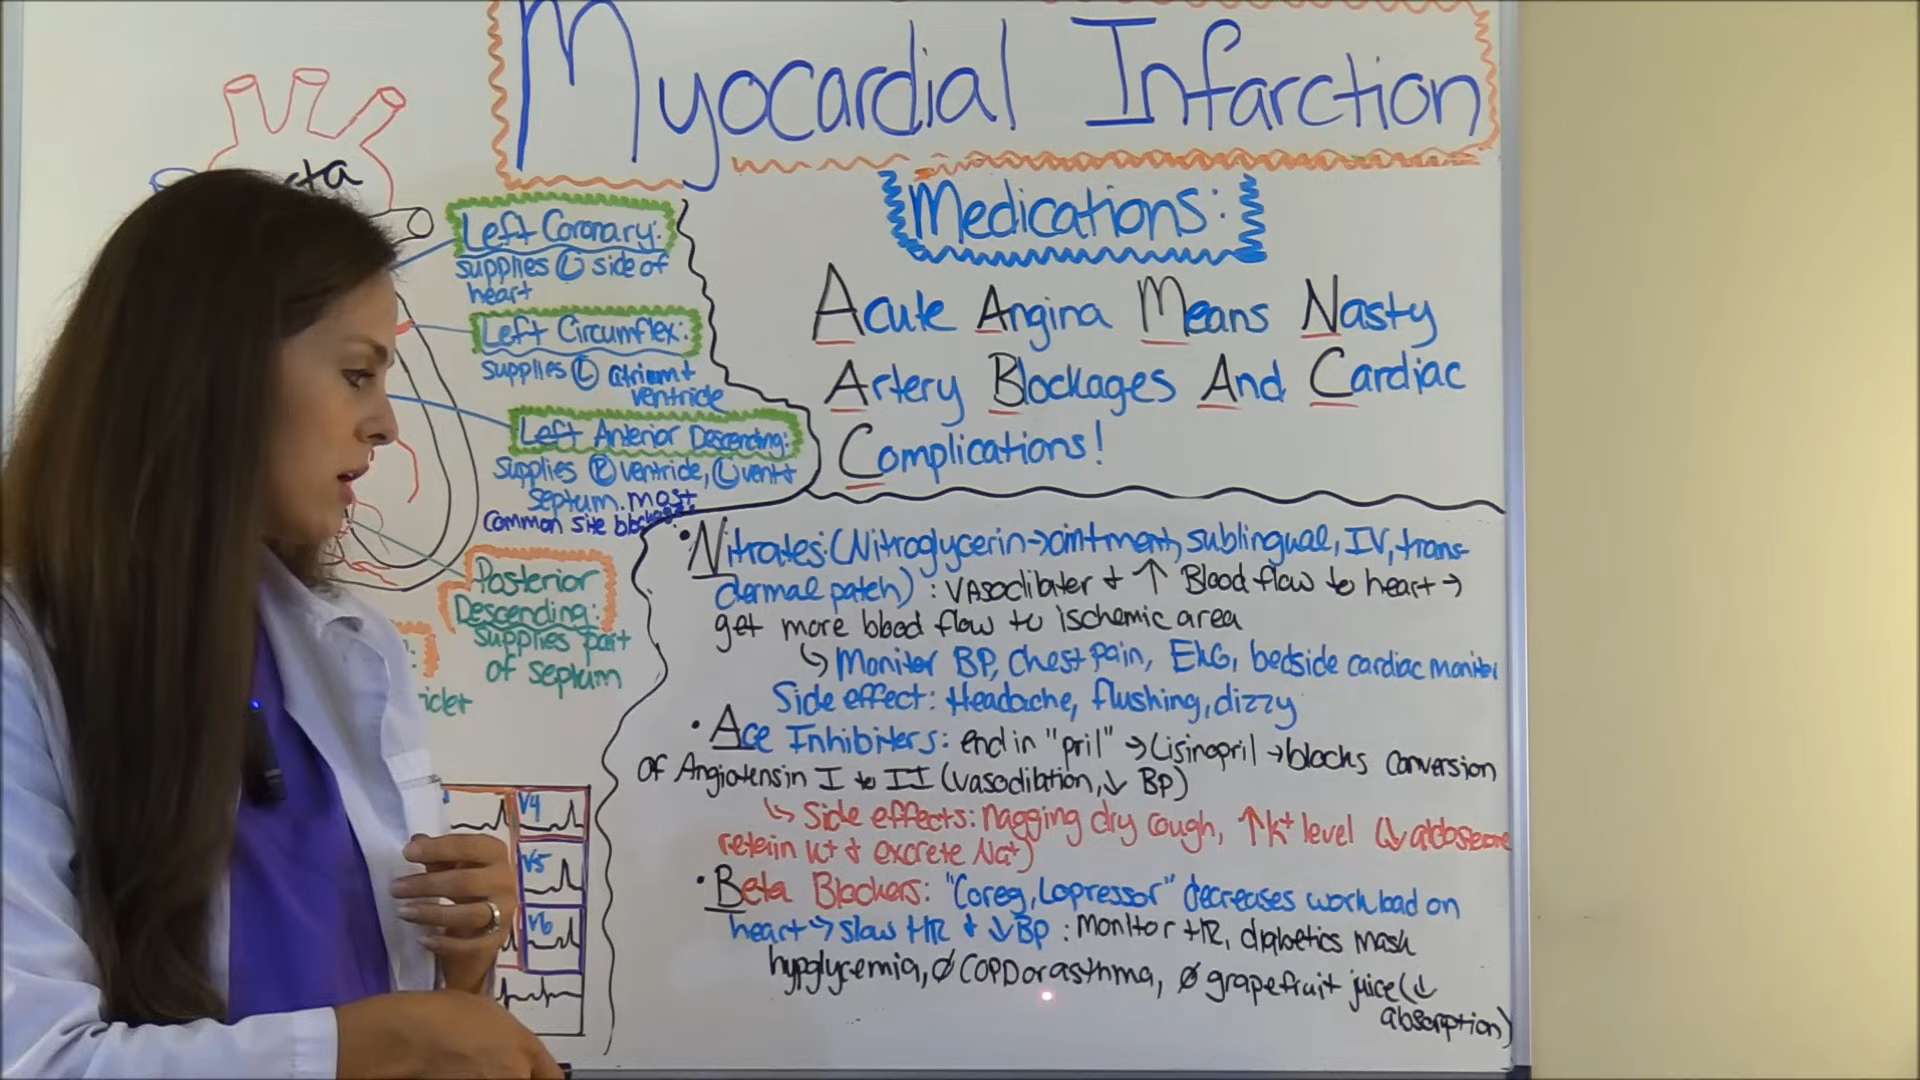 Myocardial Infarction
Medications:
Acute Angina Means Nasty
Artery Blockages And Cardiac
Complications!
Left Coronary:
supplies L side of
heart
Left Circumflex:
supplies L atrium +
ventricle
Left Anterior Descending:
supplies R ventricle, L vent +
septum. most
Common site blockage
Posterior
Descending:
supplies part
of septum
V4
V5
V6
• Nitrates: (Nitroglycerin → ointment, sublingual, IV, trans-
dermal patch) : vasodilater + ↑ Blood flow to heart →
get more blood flow to ischemic area
↳ Monitor BP, chest pain, EKG, bedside cardiac monitor
Side effect: Headache, flushing, dizzy
• Ace Inhibiters: end in "pril" → Lisinopril → blocks conversion
of Angiotensin I to II (vasodilation, ↓ BP)
↳ Side effects: nagging dry cough, ↑ K+ level (↓ aldosterone
retain K+ + excrete Na+)
• Beta Blockers: "Coreg, Lopressor" decreases workload on
heart → slow HR + ↓ BP : monitor HR, diabetics mask
hypglycemia, Ø COPD or asthma, Ø grapefruit juice (↓
absorption)